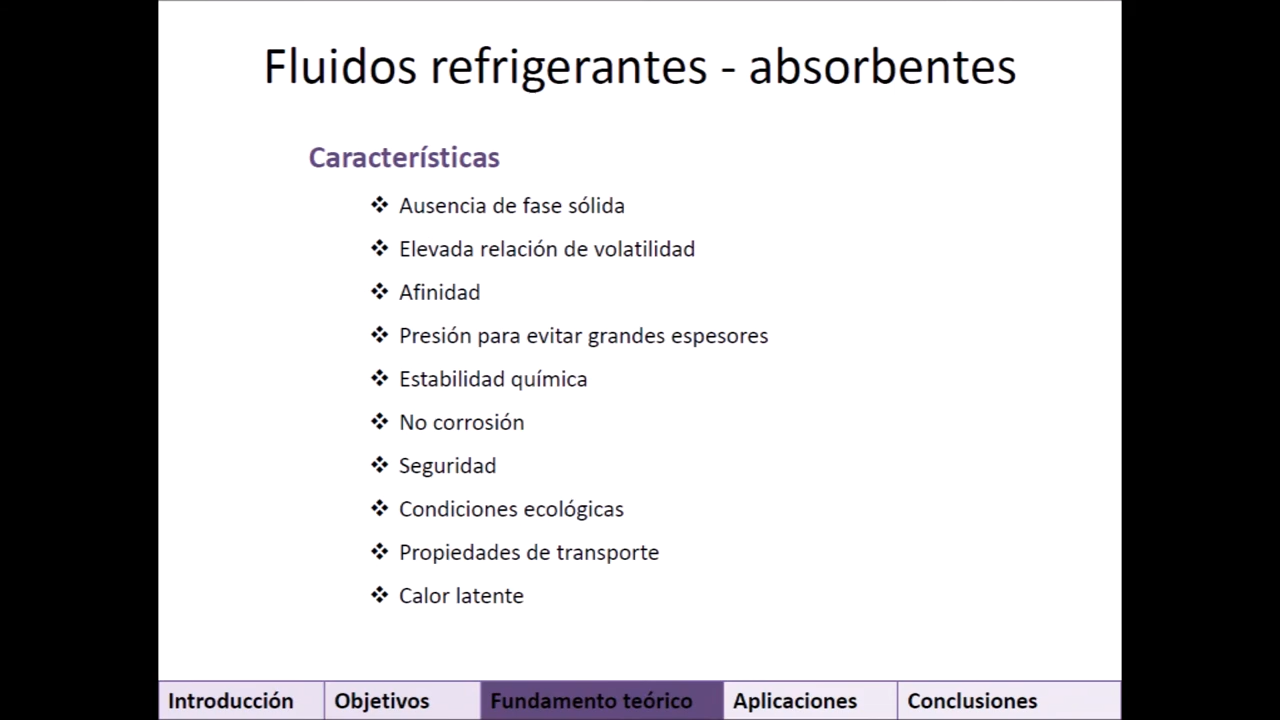 Fluidos refrigerantes - absorbentes
Características
❖ Ausencia de fase sólida
❖ Elevada relación de volatilidad
❖ Afinidad
❖ Presión para evitar grandes espesores
❖ Estabilidad química
❖ No corrosión
❖ Seguridad
❖ Condiciones ecológicas
❖ Propiedades de transporte
❖ Calor latente
Introducción Objetivos Fundamento teórico Aplicaciones Conclusiones